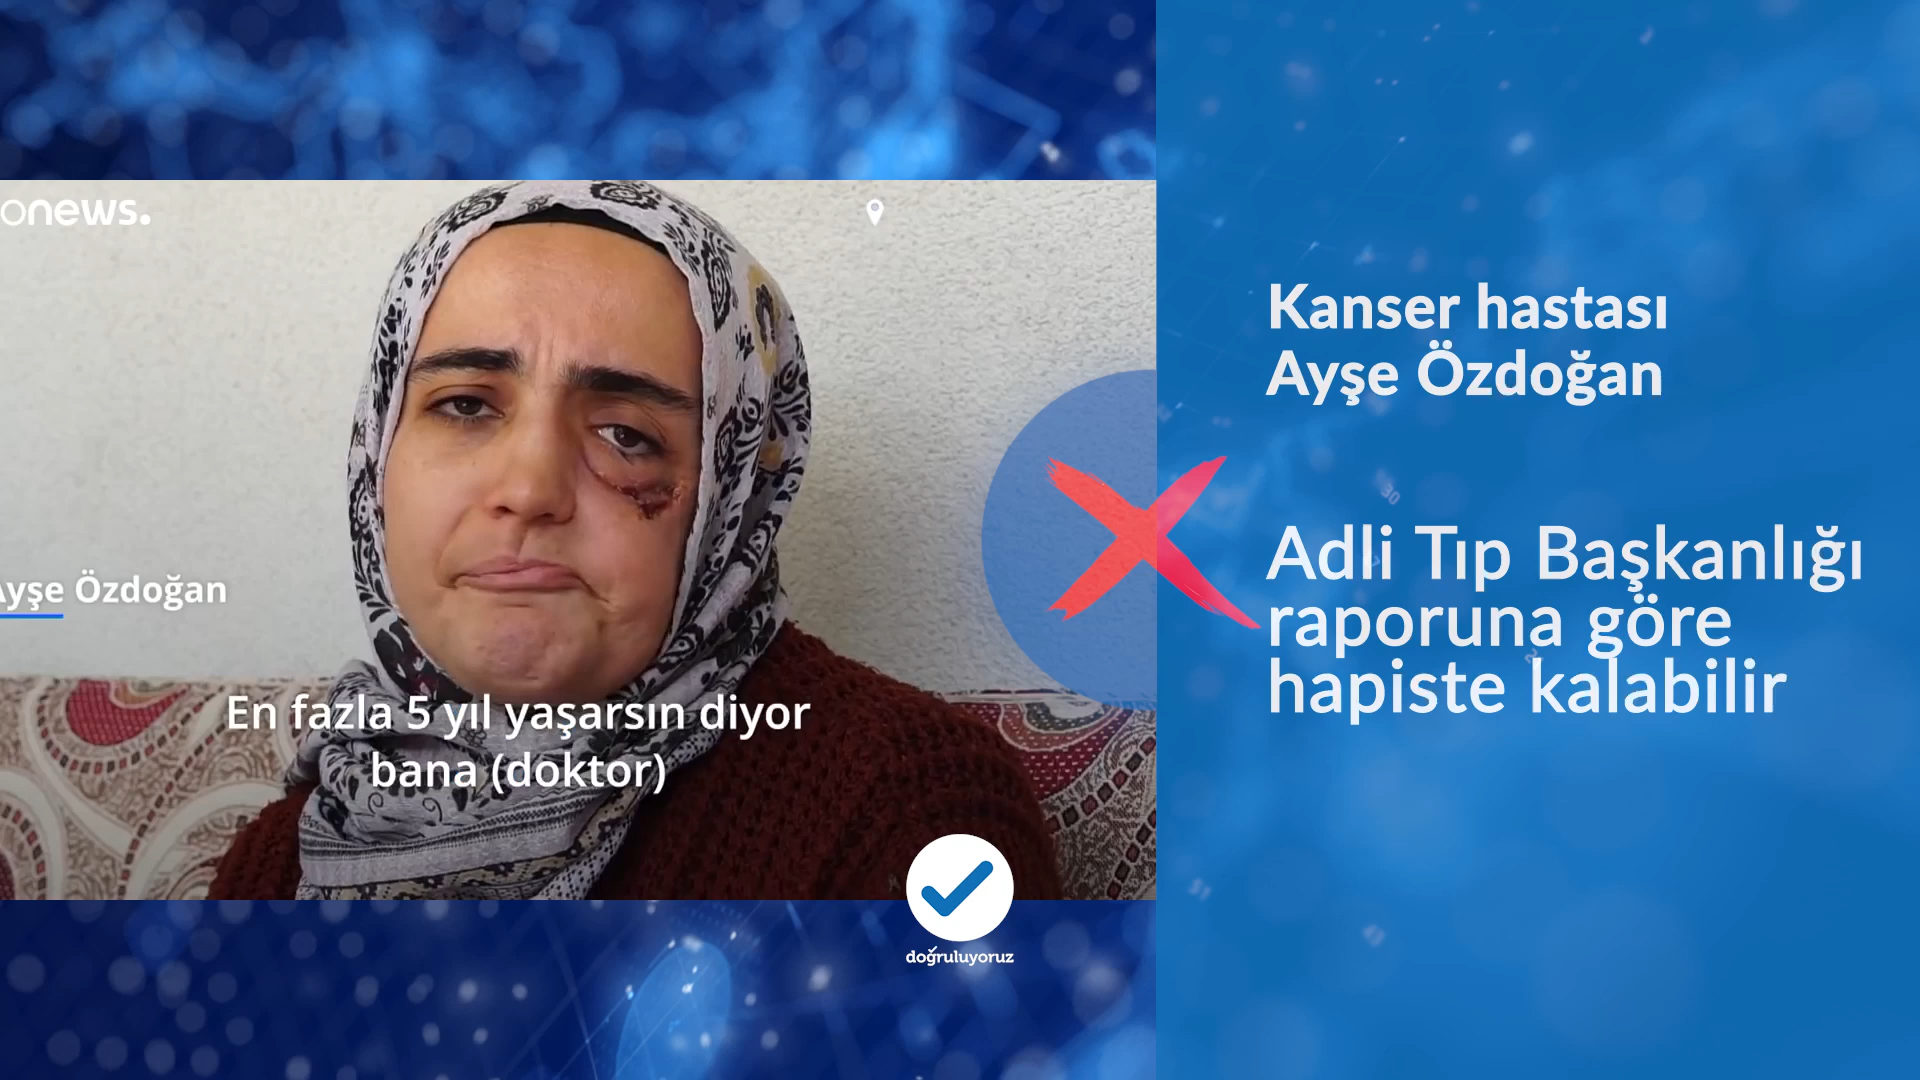 onews.
Ayşe Özdoğan
En fazla 5 yıl yaşarsın diyor
bana (doktor)
doğruluyoruz
Kanser hastası
Ayşe Özdoğan
Adli Tıp Başkanlığı
raporuna göre
hapiste kalabilir